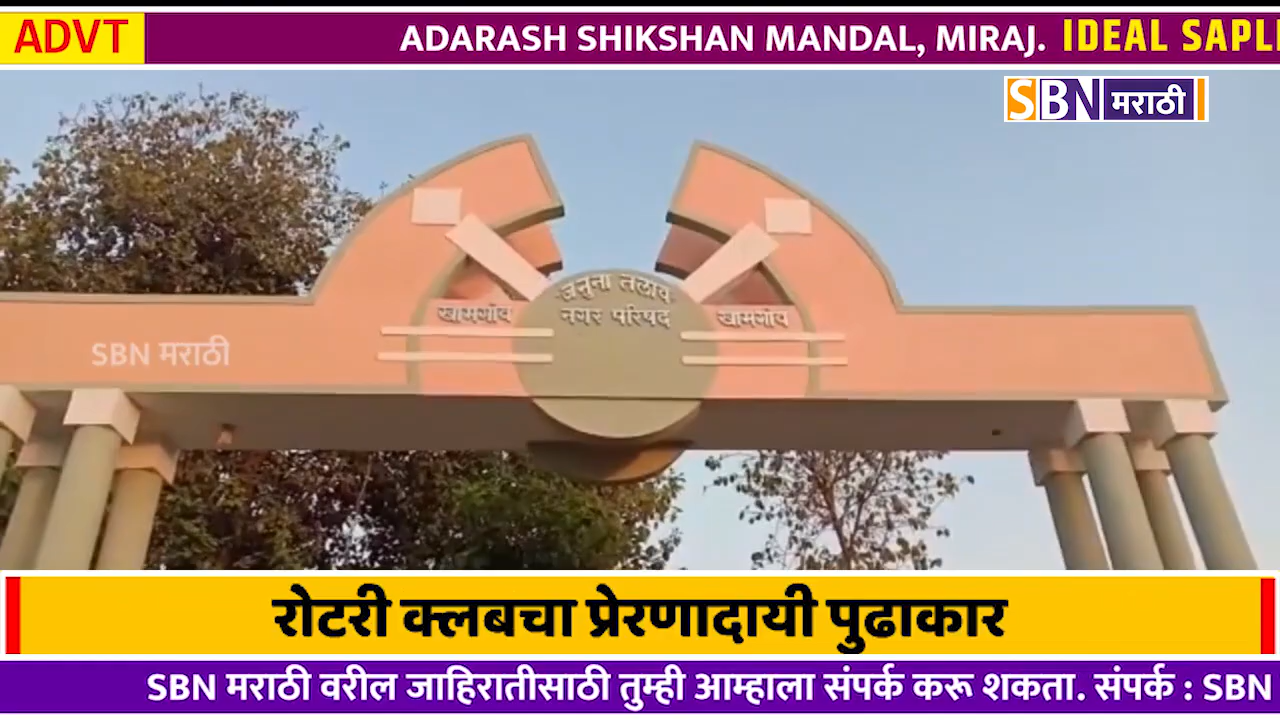 ADVT
ADARASH SHIKSHAN MANDAL, MIRAJ. IDEAL SAPLI
SBN मराठी
जनुना तलाव
खामगांव नगर परिषद खामगांव
SBN मराठी
रोटरी क्लबचा प्रेरणादायी पुढाकार
SBN मराठी वरील जाहिरातीसाठी तुम्ही आम्हाला संपर्क करू शकता. संपर्क : SBN